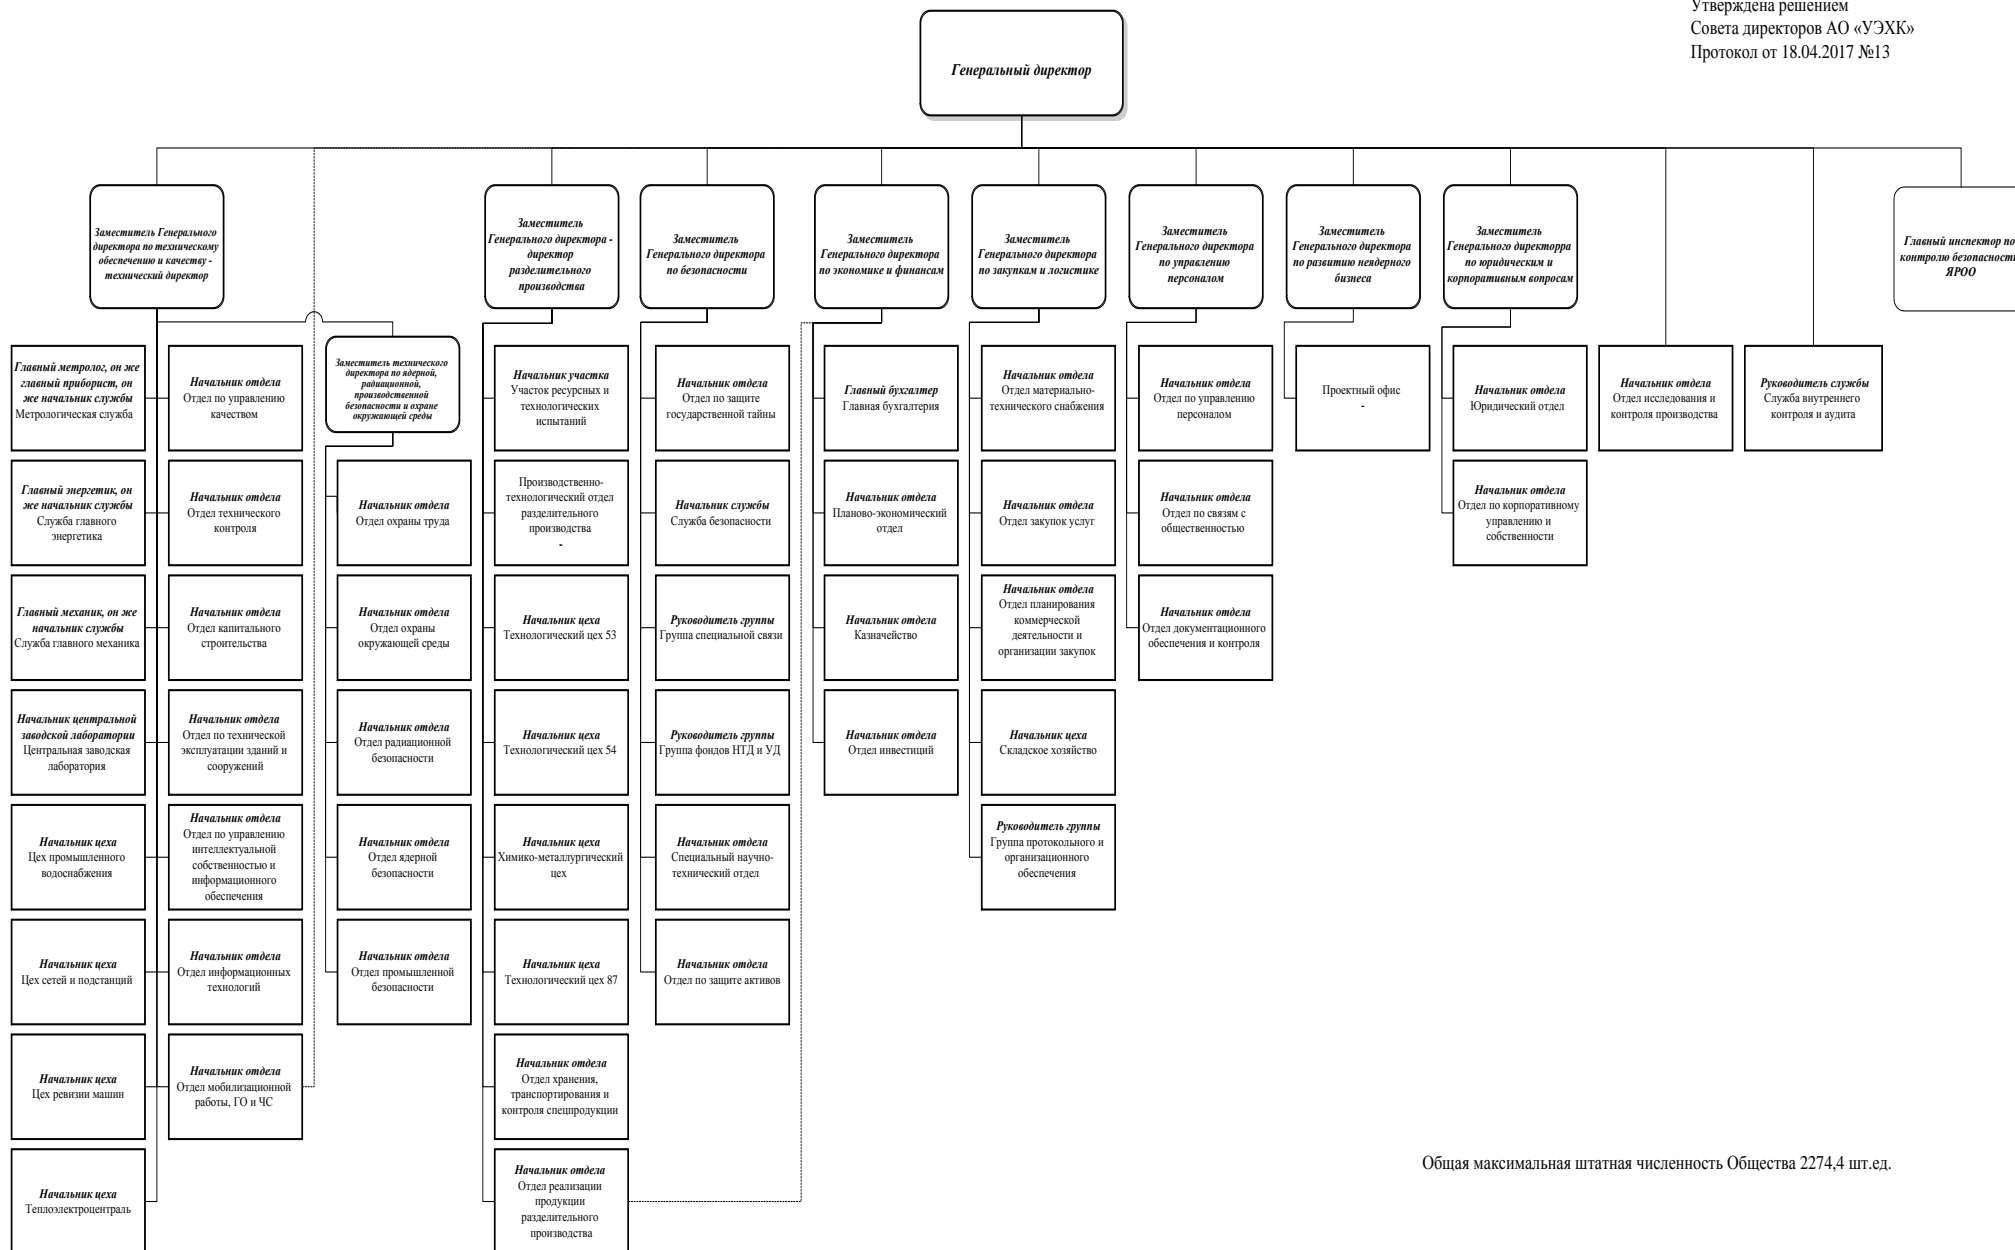 Утверждена решением
Совета директоров АО «УЭХК»
Протокол от 18.04.2017 №13
Генеральный директор
Заместитель Генерального
директора по техническому
обеспечению и качеству -
технический директор
Заместитель
Генерального директора -
директор
разделительного
производства
Заместитель
Генерального директора
по безопасности
Заместитель
Генерального директора
по экономике и финансам
Заместитель
Генерального директора
по закупкам и логистике
Заместитель
Генерального директора
по управлению
персоналом
Заместитель
Генерального директора
по развитию неядерного
бизнеса
Заместитель
Генерального директорра
по юридическим и
корпоративным вопросам
Главный инспектор по
контролю безопасности
ЯРОО
Главный метролог, он же
главный приборист, он
же начальник службы
Метрологическая служба
Главный энергетик, он
же начальник службы
Служба главного
энергетика
Главный механик, он же
начальник службы
Служба главного механика
Начальник центральной
заводской лаборатории
Центральная заводская
лаборатория
Начальник цеха
Цех промышленного
водоснабжения
Начальник цеха
Цех сетей и подстанций
Начальник цеха
Цех ревизии машин
Начальник цеха
Теплоэлектроцентраль
Начальник отдела
Отдел по управлению
качеством
Начальник отдела
Отдел технического
контроля
Начальник отдела
Отдел капитального
строительства
Начальник отдела
Отдел по технической
эксплуатации зданий и
сооружений
Начальник отдела
Отдел по управлению
интеллектуальной
собственностью и
информационного
обеспечения
Начальник отдела
Отдел информационных
технологий
Начальник отдела
Отдел мобилизационной
работы, ГО и ЧС
Заместитель технического
директора по ядерной,
радиационной,
производственной
безопасности и охране
окружающей среды
Начальник отдела
Отдел охраны труда
Начальник отдела
Отдел охраны
окружающей среды
Начальник отдела
Отдел радиационной
безопасности
Начальник отдела
Отдел ядерной
безопасности
Начальник отдела
Отдел промышленной
безопасности
Начальник участка
Участок ресурсных и
технологических
испытаний
Производственно-
технологический отдел
разделительного
производства
-
Начальник цеха
Технологический цех 53
Начальник цеха
Технологический цех 54
Начальник цеха
Химико-металлургический
цех
Начальник цеха
Технологический цех 87
Начальник отдела
Отдел хранения,
транспортирования и
контроля спецпродукции
Начальник отдела
Отдел реализации
продукции
разделительного
производства
Начальник отдела
Отдел по защите
государственной тайны
Начальник службы
Служба безопасности
Руководитель группы
Группа специальной связи
Руководитель группы
Группа фондов НТД и УД
Начальник отдела
Специальный научно-
технический отдел
Начальник отдела
Отдел по защите активов
Главный бухгалтер
Главная бухгалтерия
Начальник отдела
Планово-экономический
отдел
Начальник отдела
Казначейство
Начальник отдела
Отдел инвестиций
Начальник отдела
Отдел материально-
технического снабжения
Начальник отдела
Отдел закупок услуг
Начальник отдела
Отдел планирования
коммерческой
деятельности и
организации закупок
Начальник цеха
Складское хозяйство
Руководитель группы
Группа протокольного и
организационного
обеспечения
Начальник отдела
Отдел по управлению
персоналом
Начальник отдела
Отдел по связям с
общественностью
Начальник отдела
Отдел документационного
обеспечения и контроля
Проектный офис
-
Начальник отдела
Юридический отдел
Начальник отдела
Отдел по корпоративному
управлению и
собственности
Начальник отдела
Отдел исследования и
контроля производства
Руководитель службы
Служба внутреннего
контроля и аудита
Общая максимальная штатная численность Общества 2274,4 шт.ед.